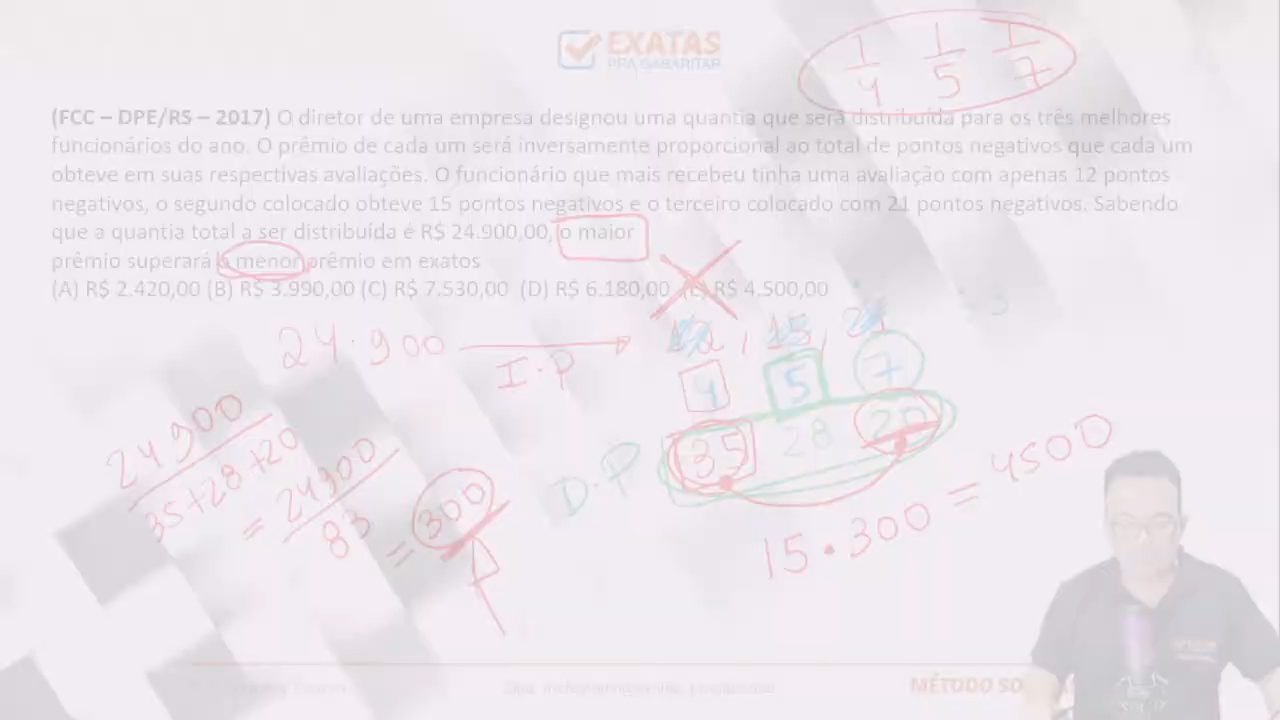 EXATAS
PRA GABARITAR
1/4 1/5 1/7
(FCC – DPE/RS – 2017) O diretor de uma empresa designou uma quantia que será distribuída para os três melhores
funcionários do ano. O prêmio de cada um será inversamente proporcional ao total de pontos negativos que cada um
obteve em suas respectivas avaliações. O funcionário que mais recebeu tinha uma avaliação com apenas 12 pontos
negativos, o segundo colocado obteve 15 pontos negativos e o terceiro colocado com 21 pontos negativos. Sabendo
que a quantia total a ser distribuída é R$ 24.900,00, o maior
prêmio superará o menor prêmio em exatos
(A) R$ 2.420,00 (B) R$ 3.990,00 (C) R$ 7.530,00 (D) R$ 6.180,00 (E) R$ 4.500,00
24.900 I.P 12, 15, 21 ÷3
4 5 7
D.P 35 28 20
24900/35+28+20 = 24900/83 = 300
15 . 300 = 4500
MÉTODO SO